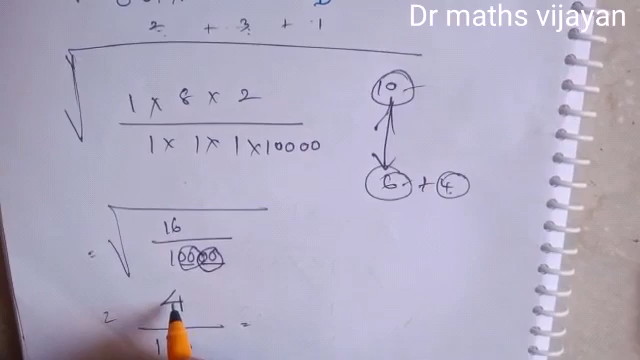 Dr maths vijayan
2 + 3 + 1
1 × 8 × 2
1 × 1 × 1 × 10000
10
6 + 4
= √ 16
10000
= 4 =